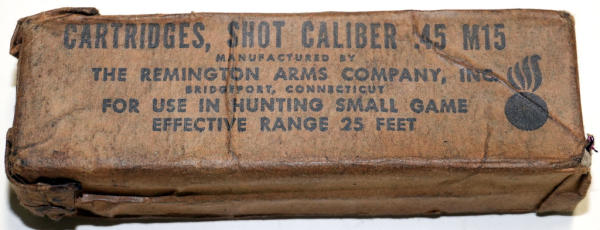 CARTRIDGES, SHOT CALIBER .45 M15
MANUFACTURED BY
THE REMINGTON ARMS COMPANY, INC.
BRIDGEPORT, CONNECTICUT
FOR USE IN HUNTING SMALL GAME
EFFECTIVE RANGE 25 FEET